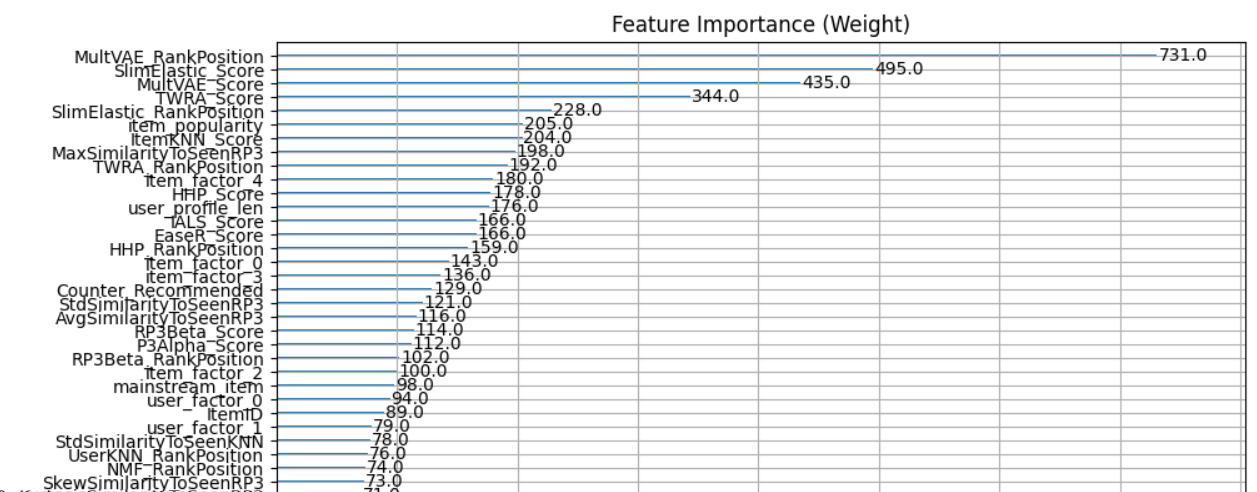 Feature Importance (Weight)
MultVAE_RankPosition 731.0
SlimElastic_Score 495.0
MultVAE_Score 435.0
TWRA_Score 344.0
SlimElastic_RankPosition 228.0
item_popularity 205.0
ItemKNN_Score 204.0
MaxSimilarityToSeenRP3 198.0
TWRA_RankPosition 192.0
item_factor_4 180.0
HHP_Score 178.0
user_profile_len 176.0
IALS_Score 166.0
EaseR_Score 166.0
HHP_RankPosition 159.0
item_factor_0 143.0
item_factor_3 136.0
Counter_Recommended 129.0
StdSimilarityToSeenRP3 121.0
AvgSimilarityToSeenRP3 116.0
RP3Beta_Score 114.0
P3Alpha_Score 112.0
RP3Beta_RankPosition 102.0
item_factor_2 100.0
mainstream_item 98.0
user_factor_0 94.0
ItemID 89.0
user_factor_1 79.0
StdSimilarityToSeenKNN 78.0
UserKNN_RankPosition 76.0
NMF_RankPosition 74.0
SkewSimilarityToSeenRP3 73.0